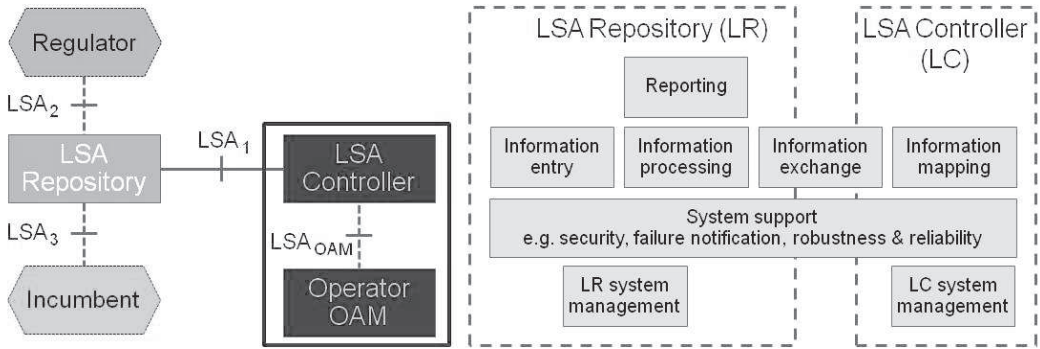 Regulator
LSA2
LSA
Repository
LSA1
LSA
Controller
LSA3
LSAOAM
Incumbent
Operator
OAM
LSA Repository (LR)
LSA Controller
(LC)
Reporting
Information
entry
Information
processing
Information
exchange
Information
mapping
System support
e.g. security, failure notification, robustness & reliability
LR system
management
LC system
management